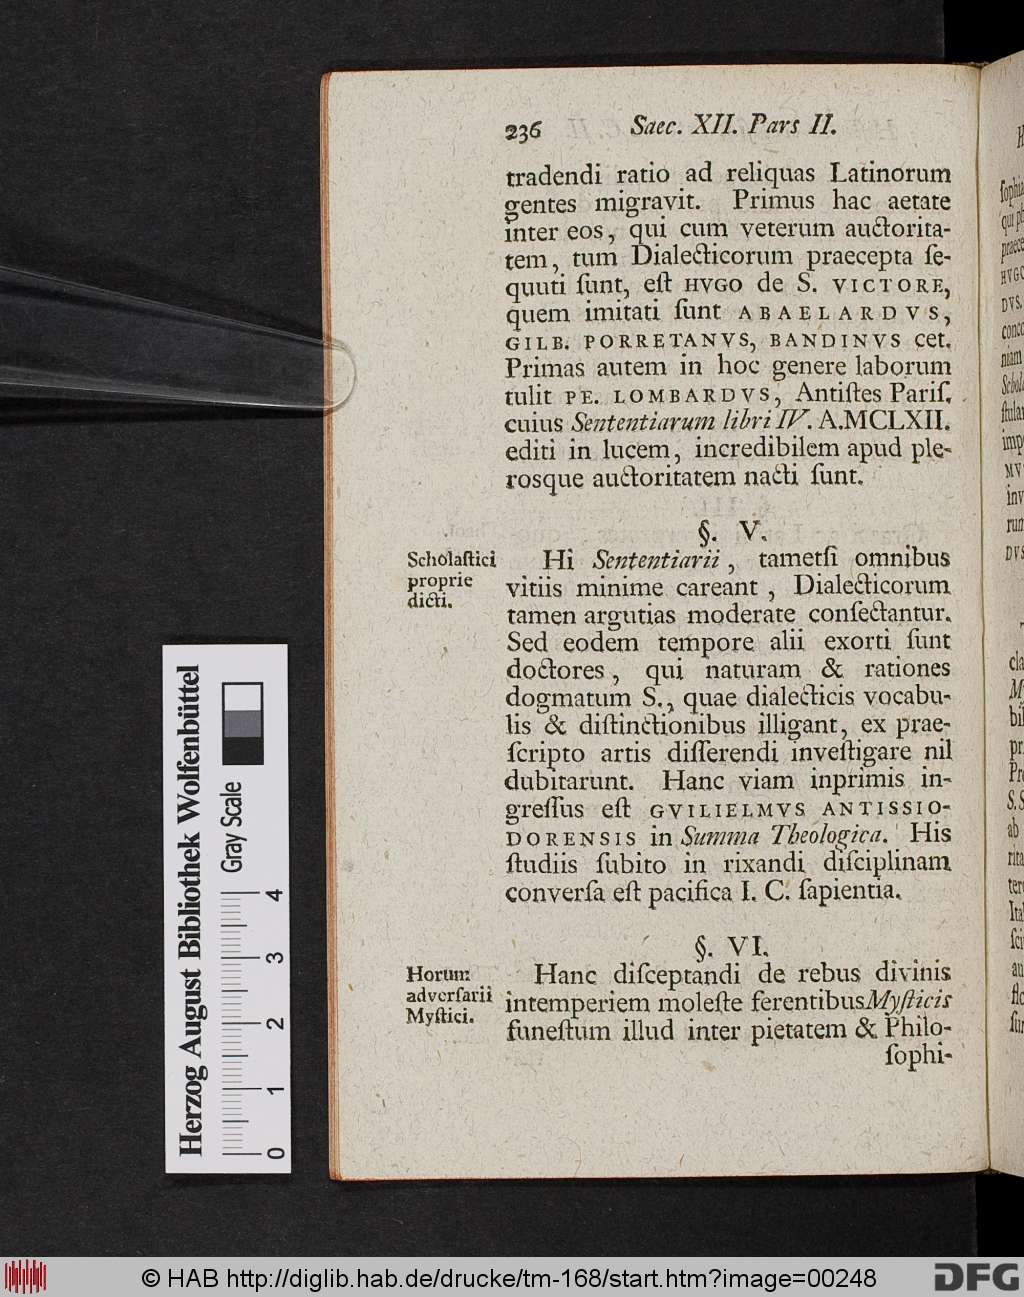 236 Saec. XII. Pars II.
tradendi ratio ad reliquas Latinorum
gentes migravit. Primus hac aetate
inter eos, qui cum veterum auctorita-
tem, tum Dialecticorum praecepta ſe-
quuti ſunt, eſt HVGO de S. VICTORE,
quem imitati ſunt ABAELARDVS,
GILB. PORRETANVS, BANDINVS cet.
Primas autem in hoc genere laborum
tulit PE. LOMBARDVS, Antiſtes Pariſ.
cuius Sententiarum libri IV. A.MCLXII.
editi in lucem, incredibilem apud ple-
rosque auctoritatem nacti ſunt.
§. V.
Scholaſtici
proprie
dicti.
Hi Sententiarii, tametſi omnibus
vitiis minime careant, Dialecticorum
tamen argutias moderate conſectantur.
Sed eodem tempore alii exorti ſunt
doctores, qui naturam & rationes
dogmatum S., quae dialecticis vocabu-
lis & diſtinctionibus illigant, ex prae-
ſcripto artis diſſerendi inveſtigare nil
dubitarunt. Hanc viam inprimis in-
greſſus eſt GVILIELMVS ANTISSIO-
DORENSIS in Summa Theologica. His
ſtudiis ſubito in rixandi diſciplinam
converſa eſt pacifica I. C. ſapientia.
§. VI.
Horum
adverſarii
Myſtici.
Hanc diſceptandi de rebus divinis
intemperiem moleſte ferentibus Myſticis
funeſtum illud inter pietatem & Philo-
ſophi-
Herzog August Bibliothek Wolfenbüttel
Gray Scale
0 1 2 3 4
© HAB http://diglib.hab.de/drucke/tm-168/start.htm?image=00248
DFG